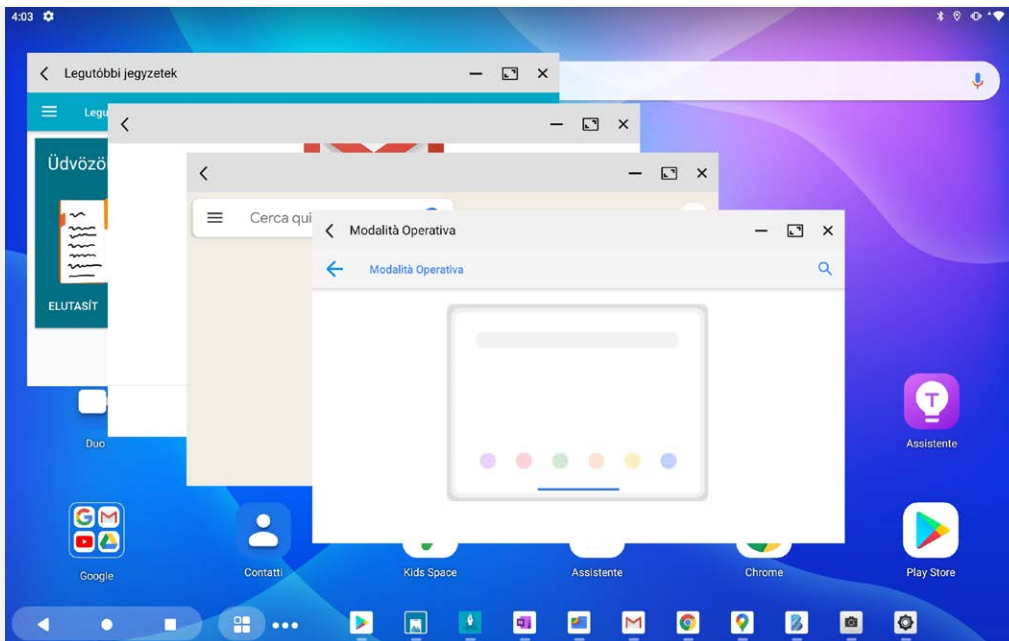 4:03
Legutóbbi jegyzetek
Legu
Üdvözö
ELUTASÍT
Cerca qui
Modalità Operativa
Modalità Operativa
Duo
T
Assistente
Google
Contatti
Kids Space
Assistente
Chrome
Play Store